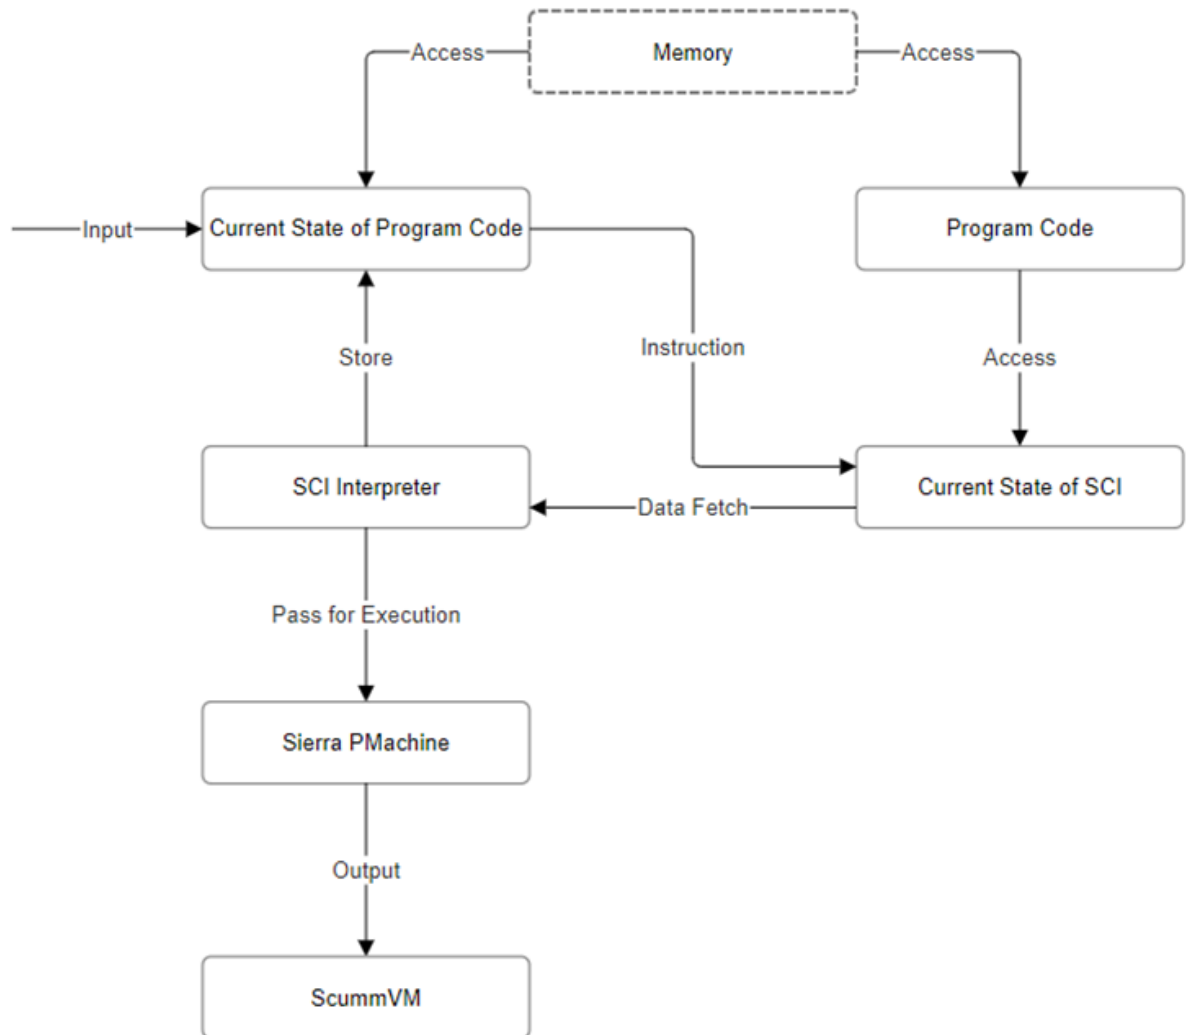 Memory
Access
Access
Input
Current State of Program Code
Program Code
Store
Instruction
Access
SCI Interpreter
Data Fetch
Current State of SCI
Pass for Execution
Sierra PMachine
Output
ScummVM